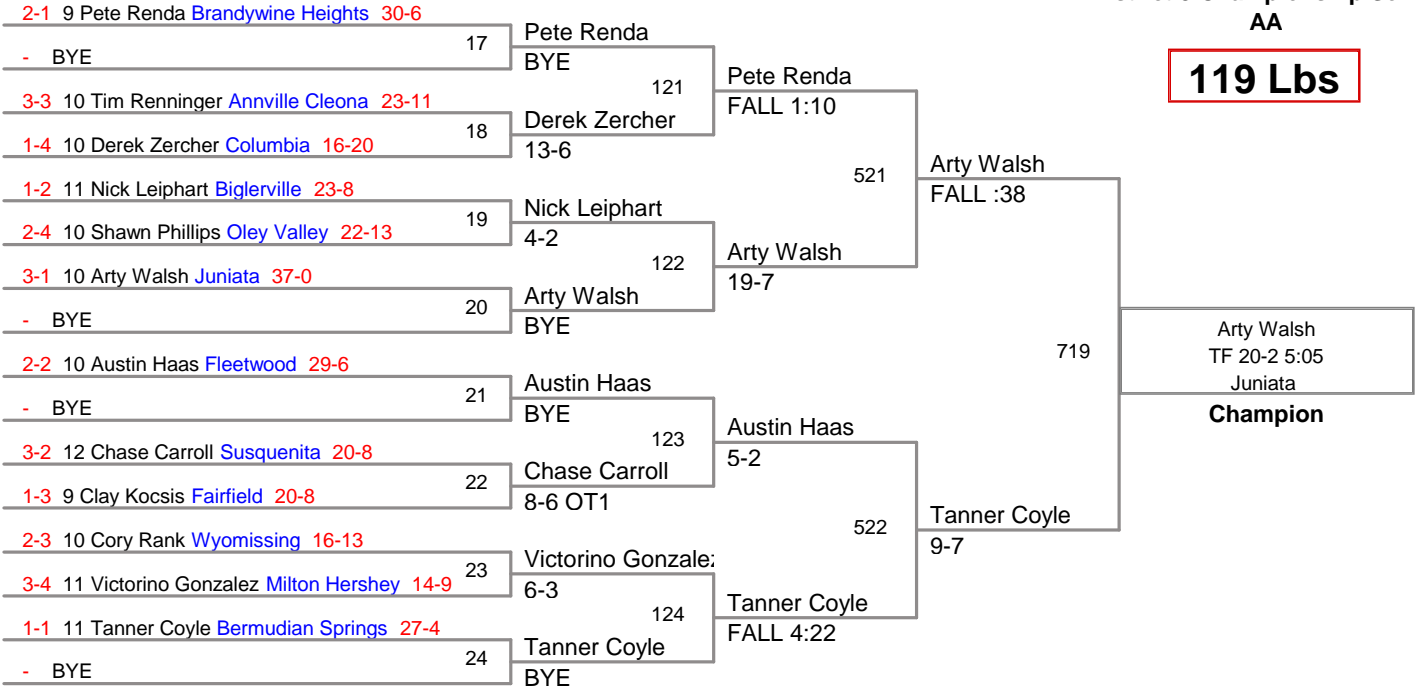 2-1 9 Pete Renda Brandywine Heights 30-6
- BYE
3-3 10 Tim Renninger Annville Cleona 23-11
1-4 10 Derek Zercher Columbia 16-20
1-2 11 Nick Leiphart Biglerville 23-8
2-4 10 Shawn Phillips Oley Valley 22-13
3-1 10 Arty Walsh Juniata 37-0
- BYE
2-2 10 Austin Haas Fleetwood 29-6
- BYE
3-2 12 Chase Carroll Susquenita 20-8
1-3 9 Clay Kocsis Fairfield 20-8
2-3 10 Cory Rank Wyomissing 16-13
3-4 11 Victorino Gonzalez Milton Hershey 14-9
1-1 11 Tanner Coyle Bermudian Springs 27-4
- BYE
17
18
19
20
21
22
23
24
Pete Renda
BYE
Derek Zercher
13-6
Nick Leiphart
4-2
Arty Walsh
BYE
Austin Haas
BYE
Chase Carroll
8-6 OT1
Victorino Gonzalez
6-3
Tanner Coyle
BYE
121
122
123
124
Pete Renda
FALL 1:10
Arty Walsh
19-7
Austin Haas
5-2
Tanner Coyle
FALL 4:22
521
522
Arty Walsh
FALL :38
Tanner Coyle
9-7
719
Arty Walsh
TF 20-2 5:05
Juniata
Champion
AA
119 Lbs